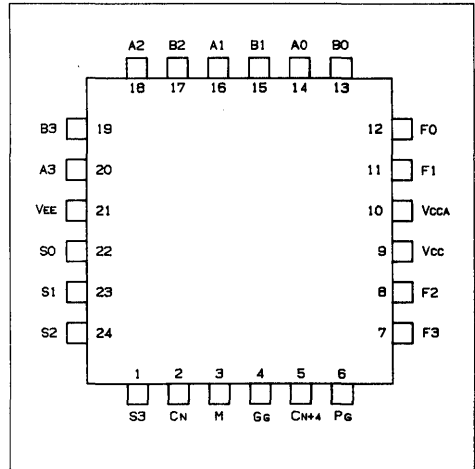 A2 B2 A1 B1 A0 B0
18 17 16 15 14 13
B3 19 12 F0
A3 20 11 F1
VEE 21 10 VCCA
S0 22 9 VCC
S1 23 8 F2
S2 24 7 F3
1 2 3 4 5 6
S3 CN M GG CN+4 PG